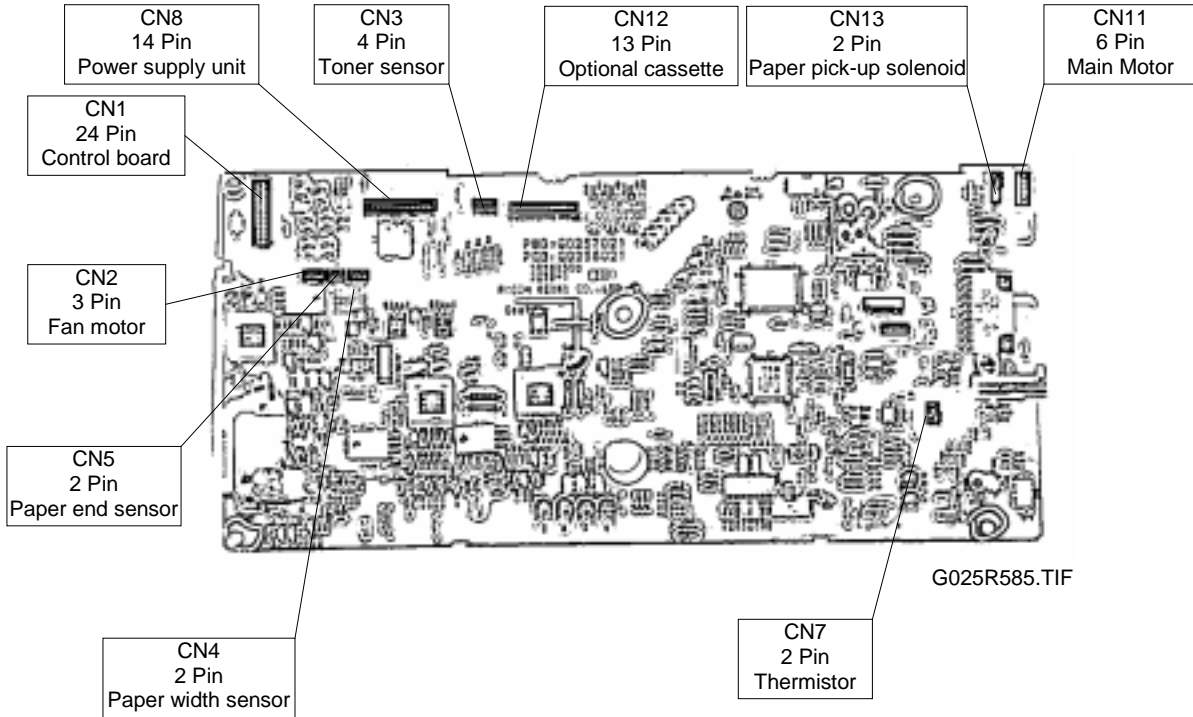 CN8
14 Pin
Power supply unit
CN3
4 Pin
Toner sensor
CN12
13 Pin
Optional cassette
CN13
2 Pin
Paper pick-up solenoid
CN11
6 Pin
Main Motor
CN1
24 Pin
Control board
CN2
3 Pin
Fan motor
CN5
2 Pin
Paper end sensor
CN4
2 Pin
Paper width sensor
CN7
2 Pin
Thermistor
G025R585.TIF